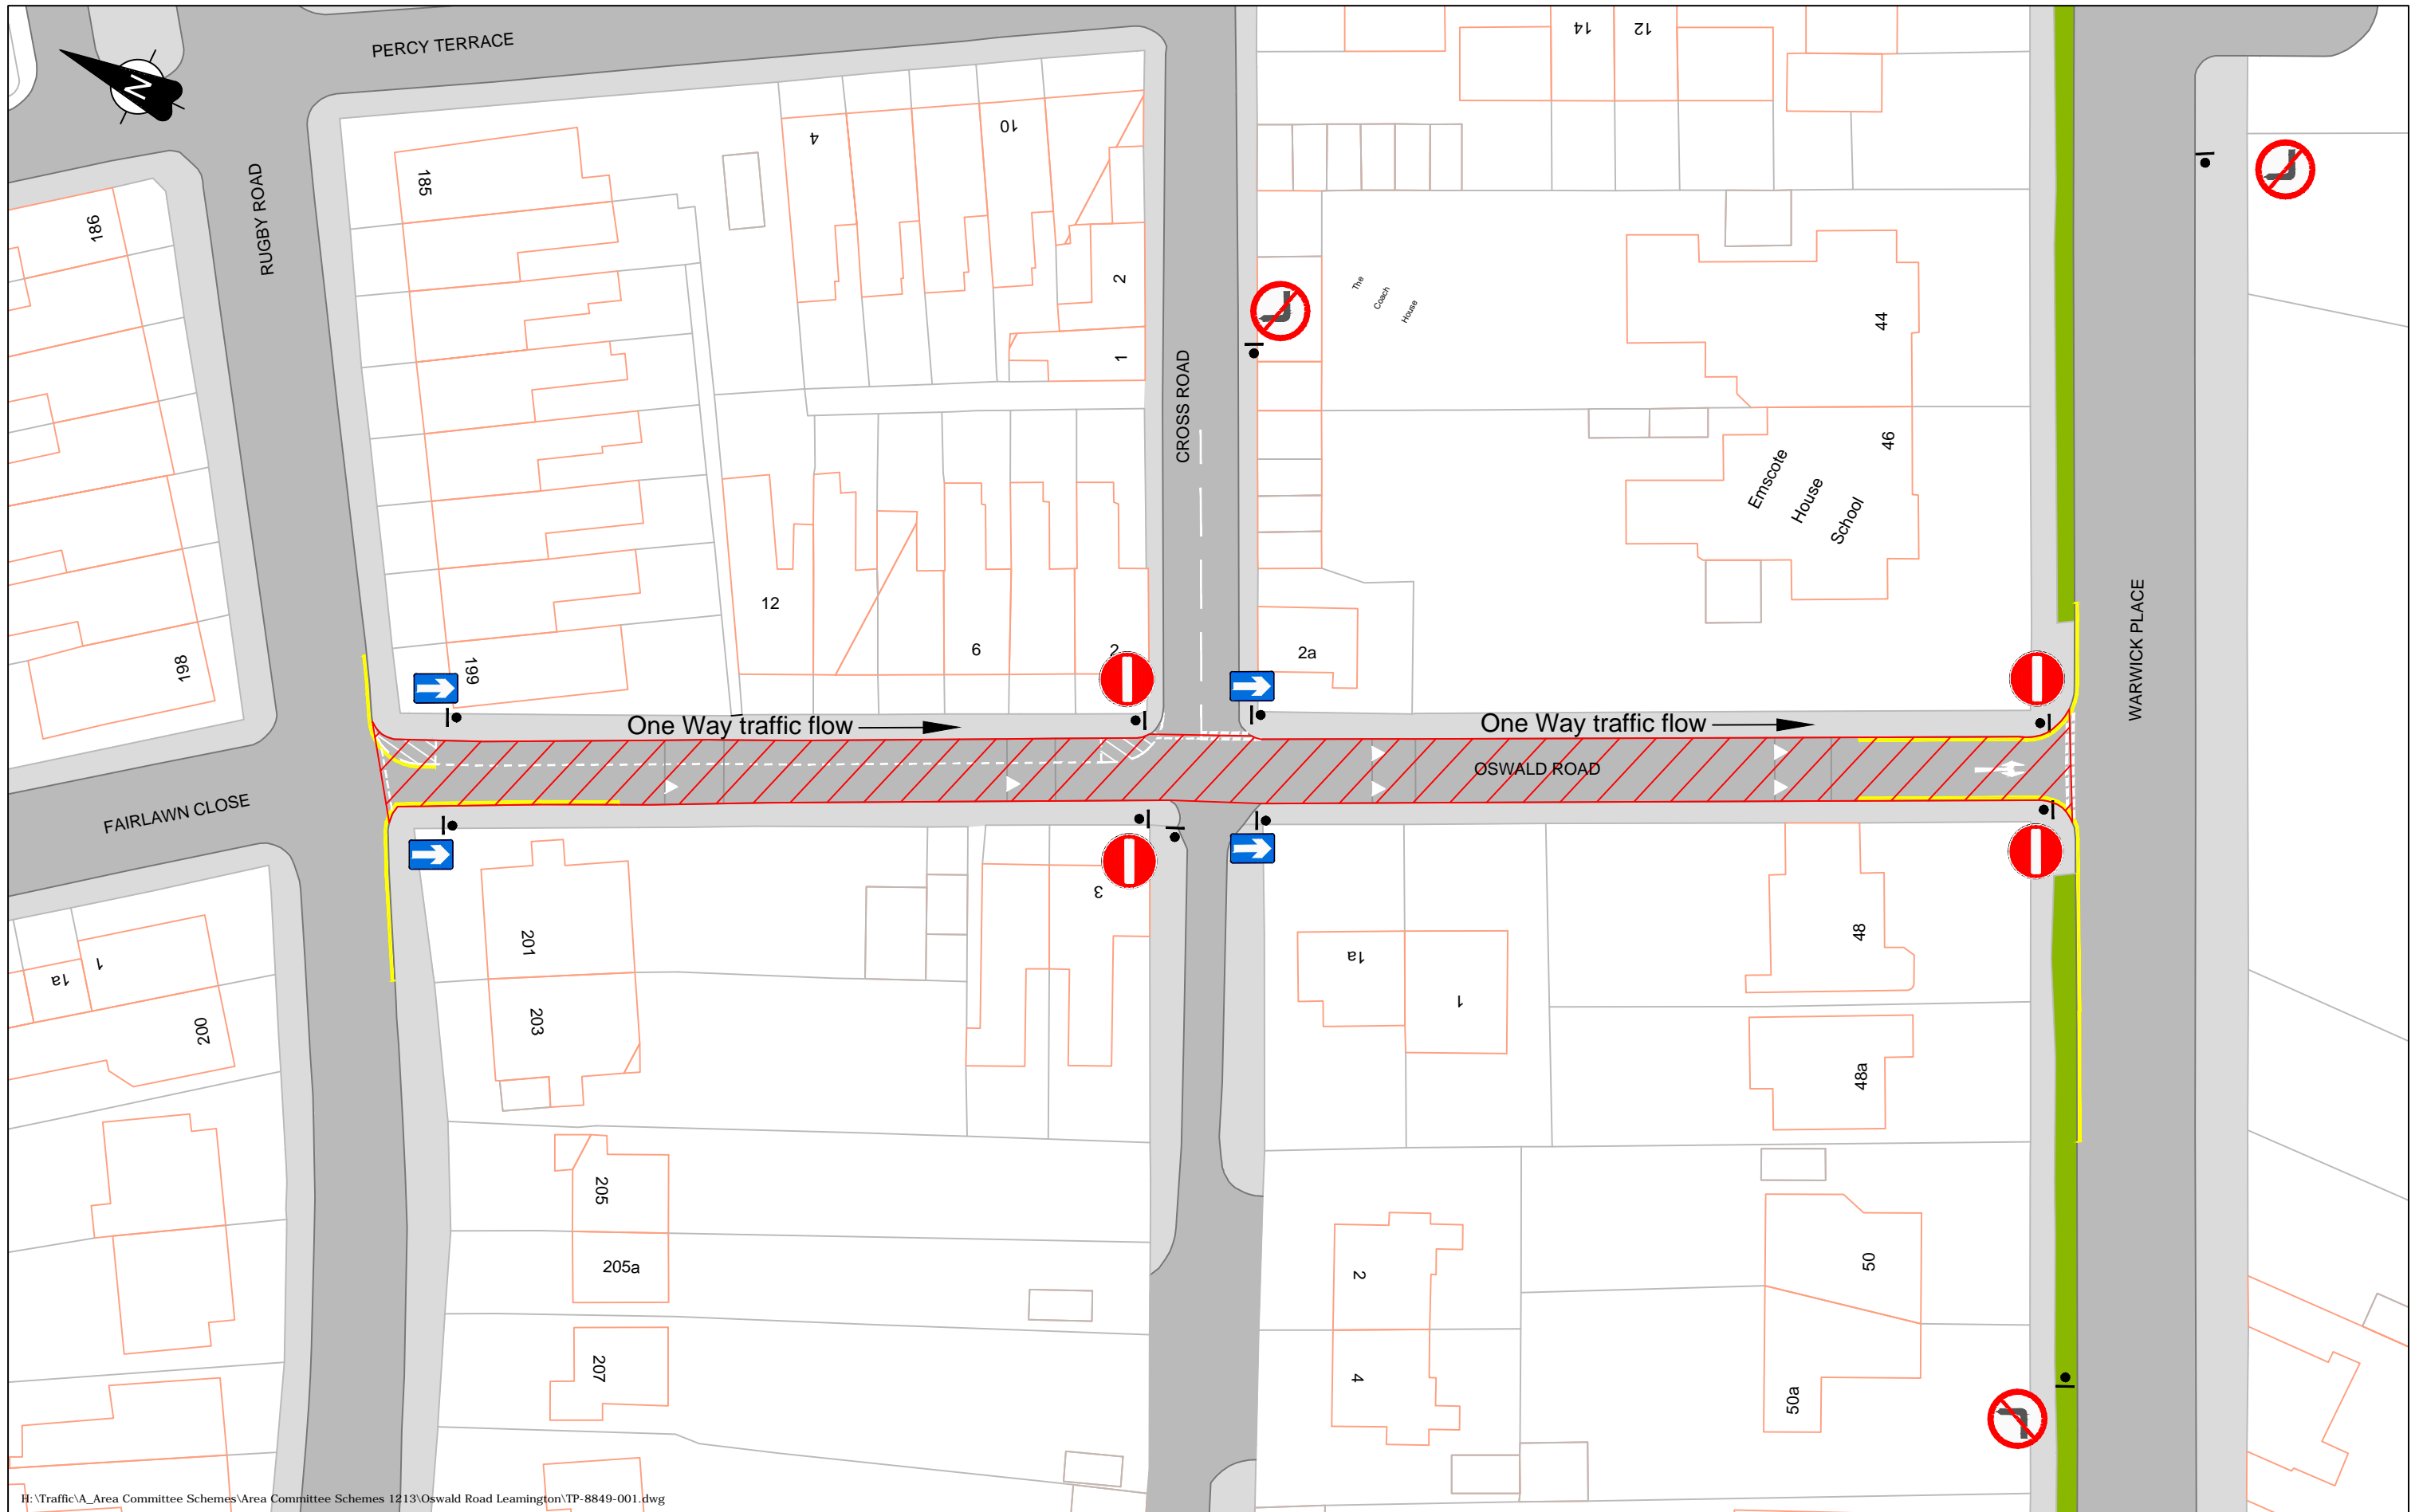 PERCY TERRACE
N
14
12
4
10
185
186
RUGBY ROAD
2
1
The
Coach
House
44
CROSS ROAD
46
Emscote
House
School
12
6
2
2a
198
199
WARWICK PLACE
One Way traffic flow
One Way traffic flow
OSWALD ROAD
FAIRLAWN CLOSE
3
201
1a
1
48
1
1a
203
200
48a
205
205a
2
50
207
4
50a
H:\Traffic\A_Area Committee Schemes\Area Committee Schemes 1213\Oswald Road Leamington\TP-8849-001.dwg